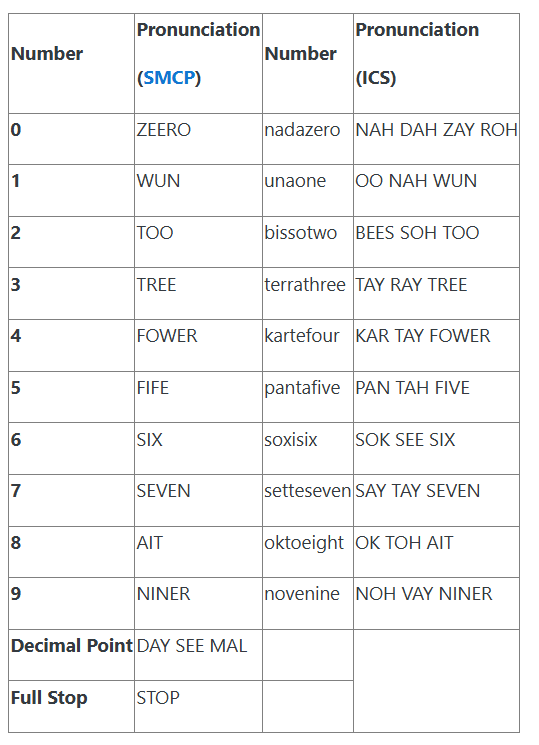 Number Pronunciation (SMCP) Number Pronunciation (ICS)
0 ZEERO nadazero NAH DAH ZAY ROH
1 WUN unaone OO NAH WUN
2 TOO bissotwo BEES SOH TOO
3 TREE terrathree TAY RAY TREE
4 FOWER kartefour KAR TAY FOWER
5 FIFE pantafive PAN TAH FIVE
6 SIX soxisix SOK SEE SIX
7 SEVEN setteseven SAY TAY SEVEN
8 AIT oktoeight OK TOH AIT
9 NINER novenine NOH VAY NINER
Decimal Point DAY SEE MAL
Full Stop STOP